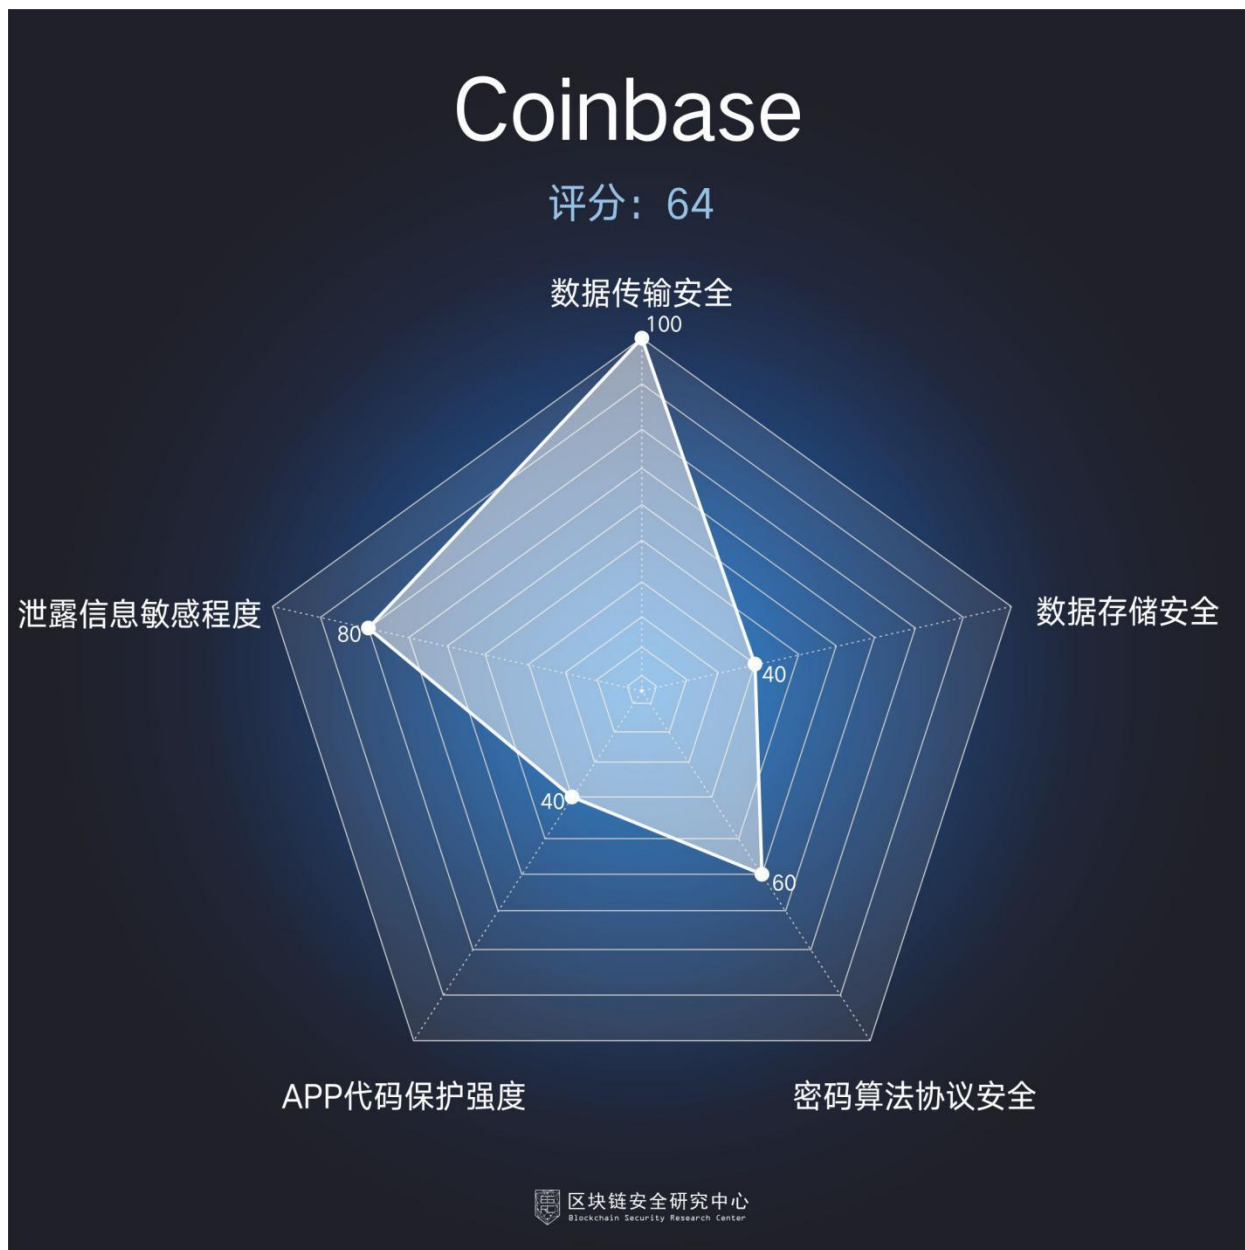 Coinbase
评分：64
数据传输安全
100
泄露信息敏感程度
80
数据存储安全
40
40
60
APP代码保护强度
密码算法协议安全
区块链安全研究中心
Blockchain Security Research Center